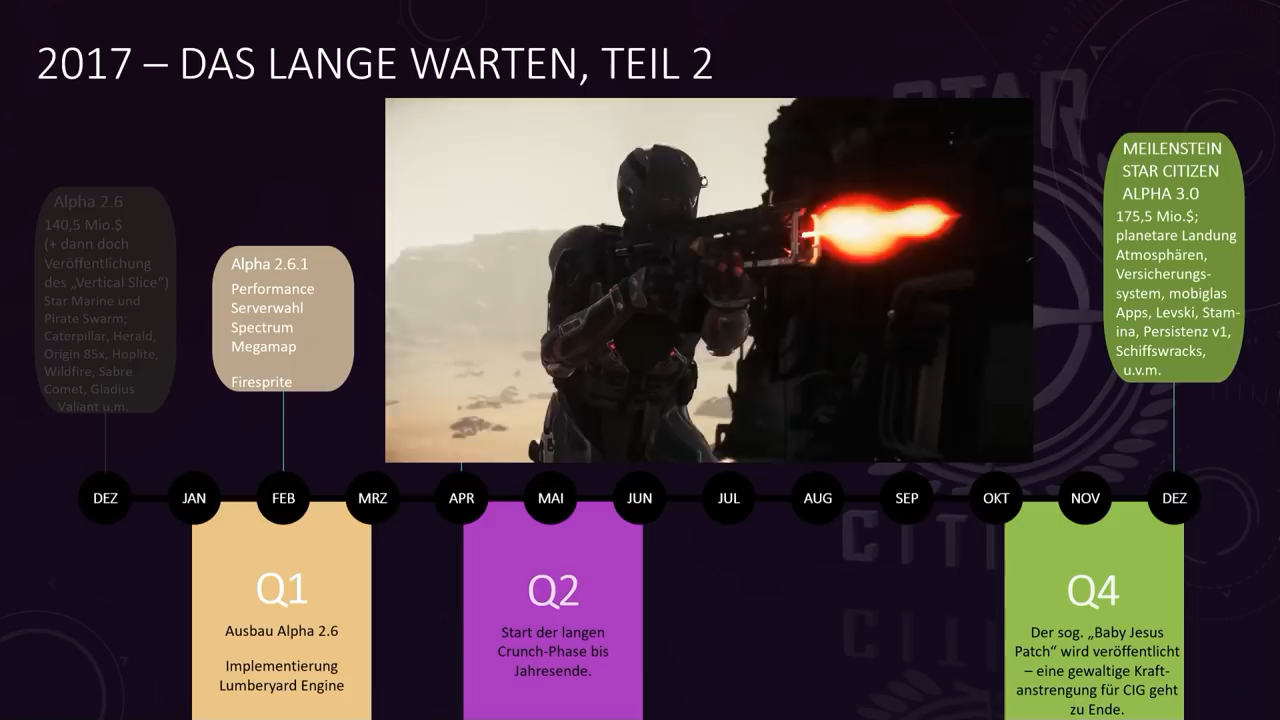 2017 – DAS LANGE WARTEN, TEIL 2
Alpha 2.6
140,5 Mio.$
(+ dann doch
Veröffentlichung
des „Vertical Slice“)
Star Marine und
Pirate Swarm;
Caterpillar, Herald,
Origin 85x, Hoplite,
Wildfire, Sabre
Comet, Gladius
Valiant u.m.
Alpha 2.6.1
Performance
Serverwahl
Spectrum
Megamap
Firesprite
MEILENSTEIN
STAR CITIZEN
ALPHA 3.0
175,5 Mio.$;
planetare Landung
Atmosphären,
Versicherungs-
system, mobiglas
Apps, Levski, Stam-
ina, Persistenz v1,
Schiffswracks,
u.v.m.
STAR
CITI
DEZ JAN FEB MRZ APR MAI JUN JUL AUG SEP OKT NOV DEZ
Q1
Ausbau Alpha 2.6
Implementierung
Lumberyard Engine
Q2
Start der langen
Crunch-Phase bis
Jahresende.
Q4
Der sog. „Baby Jesus
Patch“ wird veröffentlicht
– eine gewaltige Kraft-
anstrengung für CIG geht
zu Ende.